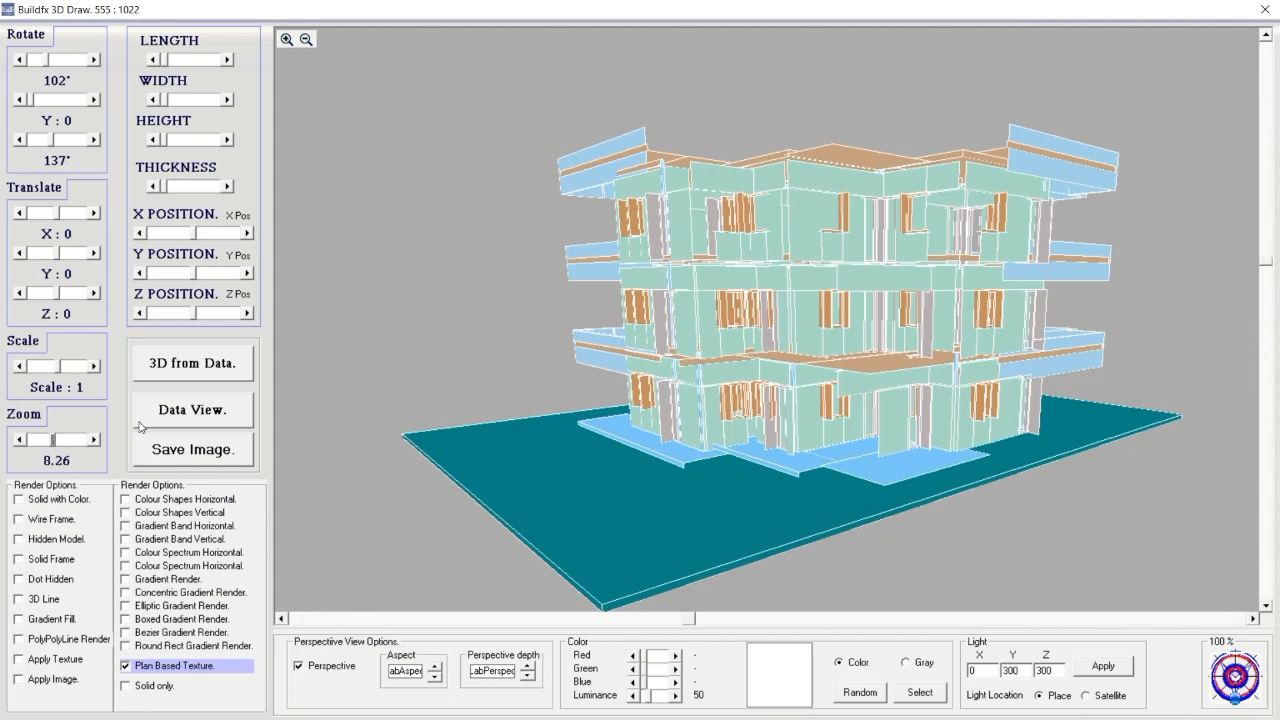 Buildfx 3D Draw. 555 : 1022
Rotate
102°
Y : 0
137°
Translate
X : 0
Y : 0
Z : 0
Scale
Scale : 1
Zoom
8.26
LENGTH
WIDTH
HEIGHT
THICKNESS
X POSITION. X Pos
Y POSITION. Y Pos
Z POSITION. Z Pos
3D from Data.
Data View.
Save Image.
Render Options.
Solid with Color.
Wire Frame.
Hidden Model.
Solid Frame
Dot Hidden
3D Line
Gradient Fill.
PolyPolyLine Render
Apply Texture
Apply Image.
Render Options.
Colour Shapes Horizontal.
Colour Shapes Vertical
Gradient Band Horizontal.
Gradient Band Vertical.
Colour Spectrum Horizontal.
Colour Spectrum Horizontal.
Gradient Render.
Concentric Gradient Render.
Elliptic Gradient Render.
Boxed Gradient Render.
Bezier Gradient Render.
Round Rect Gradient Render.
Plan Based Texture.
Solid only.
Perspective View Options.
Perspective
Aspect
abAspec
Perspective depth
.abPerspec
Color
Red -
Green -
Blue -
Luminance 50
Color Gray
Random Select
Light
X Y Z
0 300 300 Apply
Light Location Place Satellite
100 %